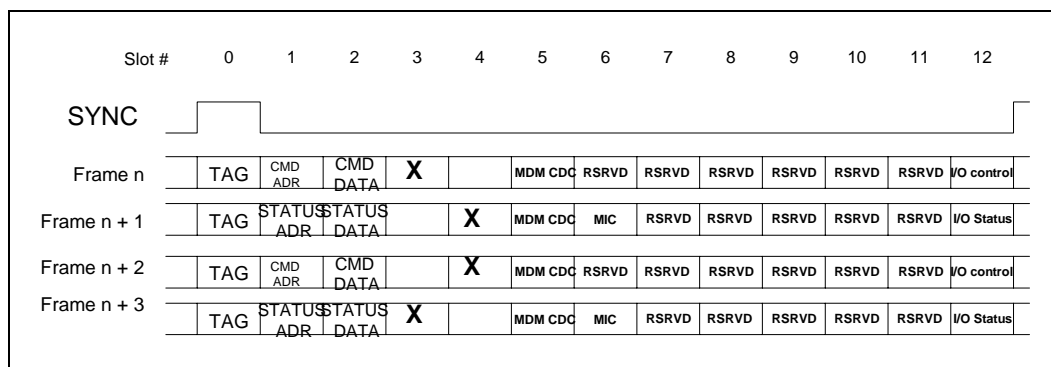 Slot # 0 1 2 3 4 5 6 7 8 9 10 11 12
SYNC
Frame n TAG CMD ADR CMD DATA X MDM CDC RSRVD RSRVD RSRVD RSRVD RSRVD RSRVD I/O control
Frame n + 1 TAG STATUS ADR STATUS DATA X MDM CDC MIC RSRVD RSRVD RSRVD RSRVD RSRVD I/O Status
Frame n + 2 TAG CMD ADR CMD DATA X MDM CDC RSRVD RSRVD RSRVD RSRVD RSRVD RSRVD I/O control
Frame n + 3 TAG STATUS ADR STATUS DATA X MDM CDC MIC RSRVD RSRVD RSRVD RSRVD RSRVD I/O Status